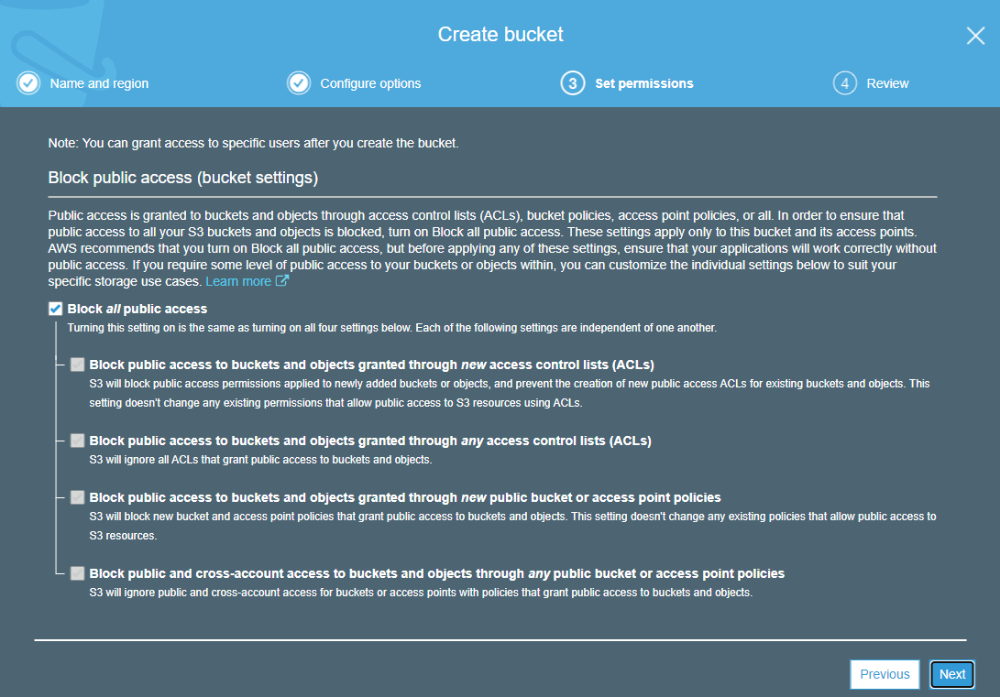 Create bucket
Name and region
Configure options
3 Set permissions
4 Review
Note: You can grant access to specific users after you create the bucket.
Block public access (bucket settings)
Public access is granted to buckets and objects through access control lists (ACLs), bucket policies, access point policies, or all. In order to ensure that
public access to all your S3 buckets and objects is blocked, turn on Block all public access. These settings apply only to this bucket and its access points.
AWS recommends that you turn on Block all public access, but before applying any of these settings, ensure that your applications will work correctly without
public access. If you require some level of public access to your buckets or objects within, you can customize the individual settings below to suit your
specific storage use cases. Learn more
Block all public access
Turning this setting on is the same as turning on all four settings below. Each of the following settings are independent of one another.
Block public access to buckets and objects granted through new access control lists (ACLs)
S3 will block public access permissions applied to newly added buckets or objects, and prevent the creation of new public access ACLs for existing buckets and objects. This
setting doesn't change any existing permissions that allow public access to S3 resources using ACLs.
Block public access to buckets and objects granted through any access control lists (ACLs)
S3 will ignore all ACLs that grant public access to buckets and objects.
Block public access to buckets and objects granted through new public bucket or access point policies
S3 will block new bucket and access point policies that grant public access to buckets and objects. This setting doesn't change any existing policies that allow public access to
S3 resources.
Block public and cross-account access to buckets and objects through any public bucket or access point policies
S3 will ignore public and cross-account access for buckets or access points with policies that grant public access to buckets and objects.
Previous
Next